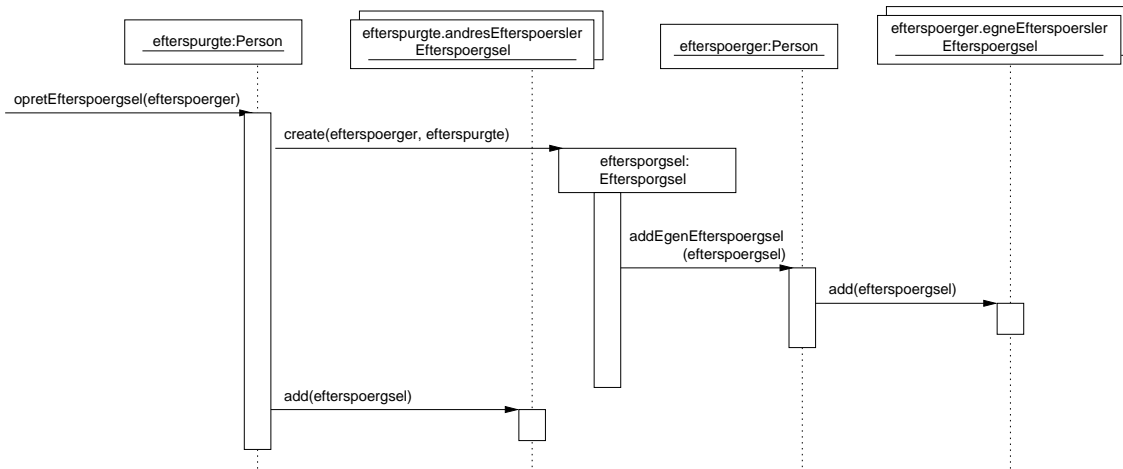 efterspurgte:Person
efterspurgte.andresEfterspoersler
Efterspoergsel
efterspoerger:Person
efterspoerger.egneEfterspoersler
Efterspoergsel
opretEfterspoergsel(efterspoerger)
create(efterspoerger, efterspurgte)
eftersporgsel:
Eftersporgsel
addEgenEfterspoergsel
(efterspoergsel)
add(efterspoergsel)
add(efterspoergsel)